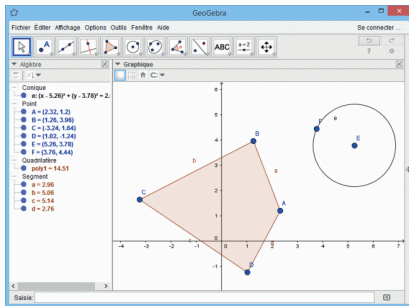 GeoGebra
Fichier Éditer Affichage Options Outils Fenêtre Aide
Se connecter ...
ABC
a=2
Algèbre
Graphique
Conique
e: (x - 5.26)² + (y - 3.78)² = 2.
Point
A = (2.32, 1.2)
B = (1.26, 3.96)
C = (-3.24, 1.64)
D = (1.02, -1.24)
E = (5.26, 3.78)
F = (3.76, 4.44)
Quadrilatère
poly1 = 14.51
Segment
a = 2.96
b = 5.06
c = 5.14
d = 2.76
6
5
4
3
2
1
0
-1
-4 -3 -2 -1 0 1 2 3 4 5 6 7
A
B
C
D
E
F
a
b
c
d
e
Saisie: